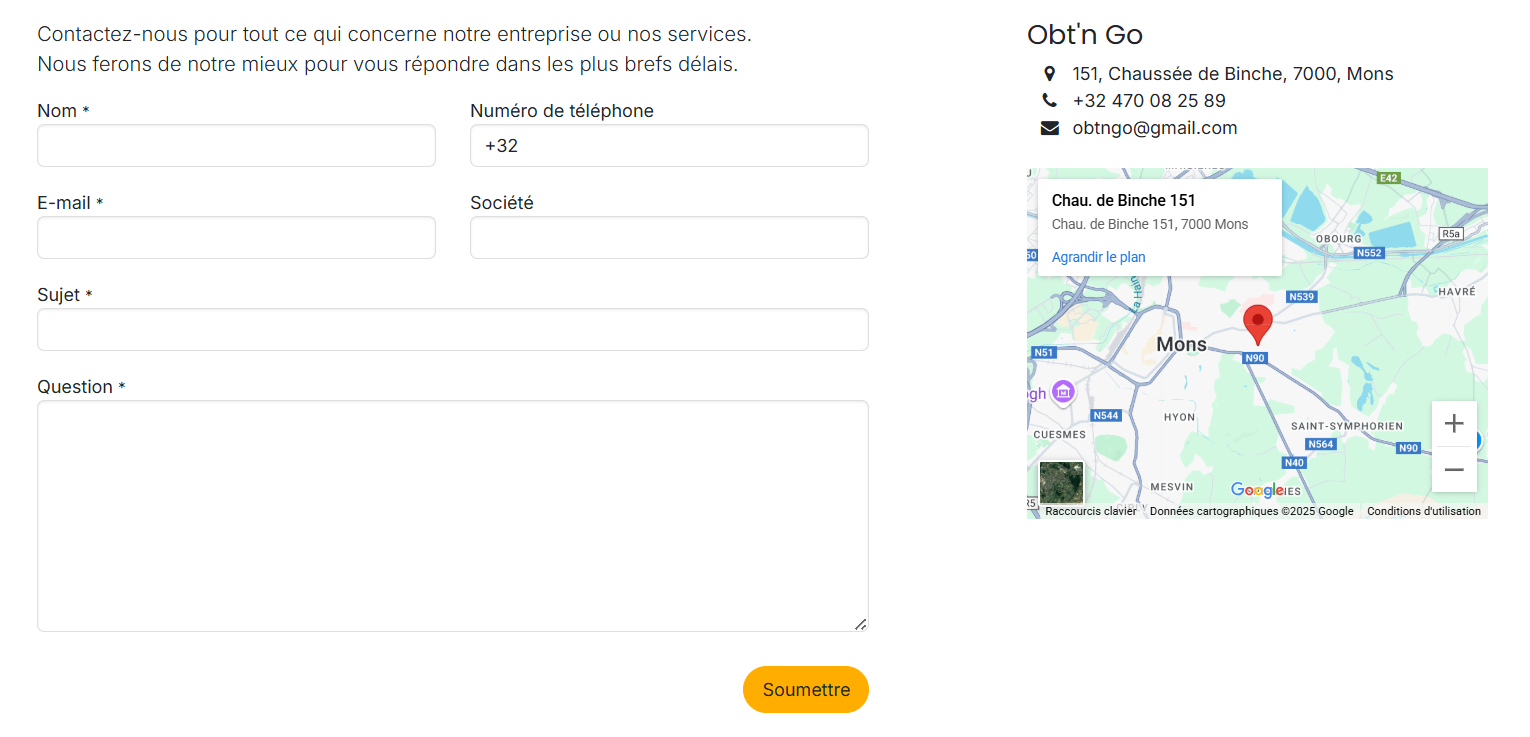 Contactez-nous pour tout ce qui concerne notre entreprise ou nos services.
Nous ferons de notre mieux pour vous répondre dans les plus brefs délais.
Nom *
Numéro de téléphone
+32
E-mail *
Société
Sujet *
Question *
Soumettre
Obt'n Go
151, Chaussée de Binche, 7000, Mons
+32 470 08 25 89
obtngo@gmail.com
Chau. de Binche 151
Chau. de Binche 151, 7000 Mons
Agrandir le plan
E42
OBOURG
R5a
N552
HAVRÉ
N539
Mons
N51
N90
gh
N544
HYON
CUESMES
SAINT-SYMPHORIEN
N564
N90
N40
MESVIN
Google
IES
R5
Raccourcis clavier
Données cartographiques ©2025 Google
Conditions d'utilisation